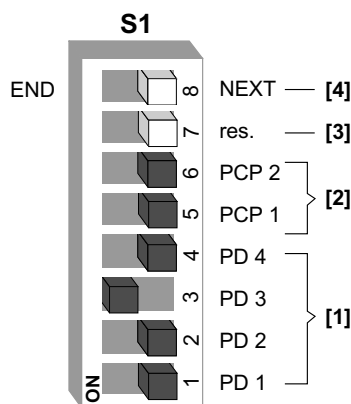 S1
END 8 NEXT [4]
7 res. [3]
6 PCP 2
[2]
5 PCP 1
4 PD 4
3 PD 3
[1]
2 PD 2
ON 1 PD 1